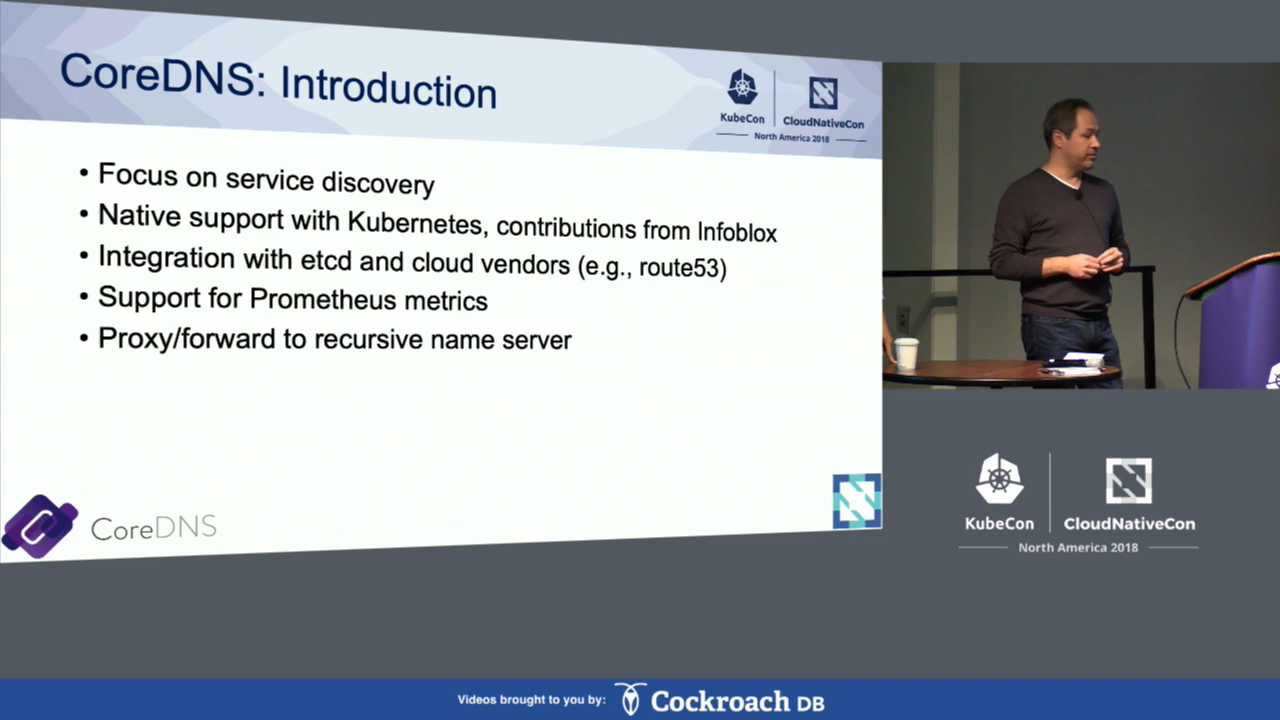 CoreDNS: Introduction
KubeCon
CloudNativeCon
North America 2018
• Focus on service discovery
• Native support with Kubernetes, contributions from Infoblox
• Integration with etcd and cloud vendors (e.g., route53)
• Support for Prometheus metrics
• Proxy/forward to recursive name server
CoreDNS
KubeCon
CloudNativeCon
North America 2018
Videos brought to you by:
Cockroach DB